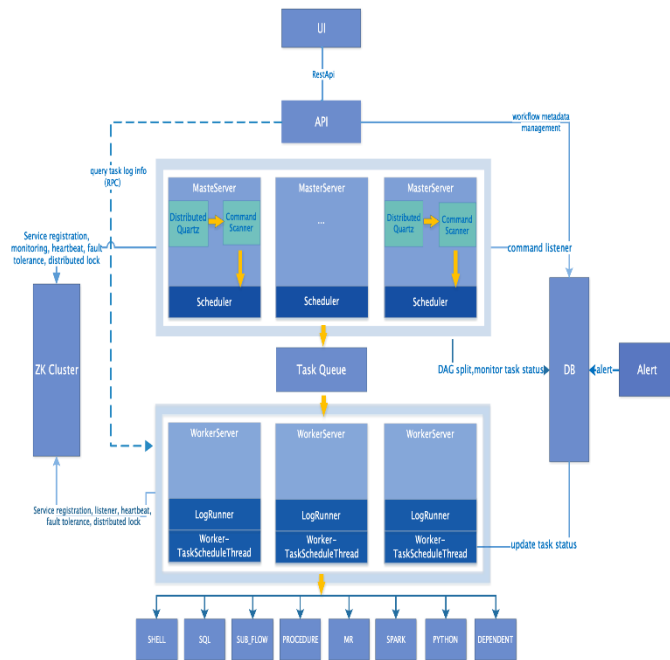 UI
RestApi
API
workflow metadata
management
query task log info
(RPC)
MasteServer
MasterServer
MasterServer
Distributed
Quartz
Command
Scanner
...
Distributed
Quartz
Command
Scanner
Service registration,
monitoring, heartbeat, fault
tolerance, distributed lock
command listener
Scheduler
Scheduler
Scheduler
ZK Cluster
Task Queue
DAG split,monitor task status
DB
alert
Alert
WorkerServer
WorkerServer
WorkerServer
Service registration, listener, heartbeat,
fault tolerance, distributed lock
LogRunner
LogRunner
LogRunner
Worker-
TaskScheduleThread
Worker-
TaskScheduleThread
Worker-
TaskScheduleThread
update task status
SHELL
SQL
SUB_FLOW
PROCEDURE
MR
SPARK
PYTHON
DEPENDENT